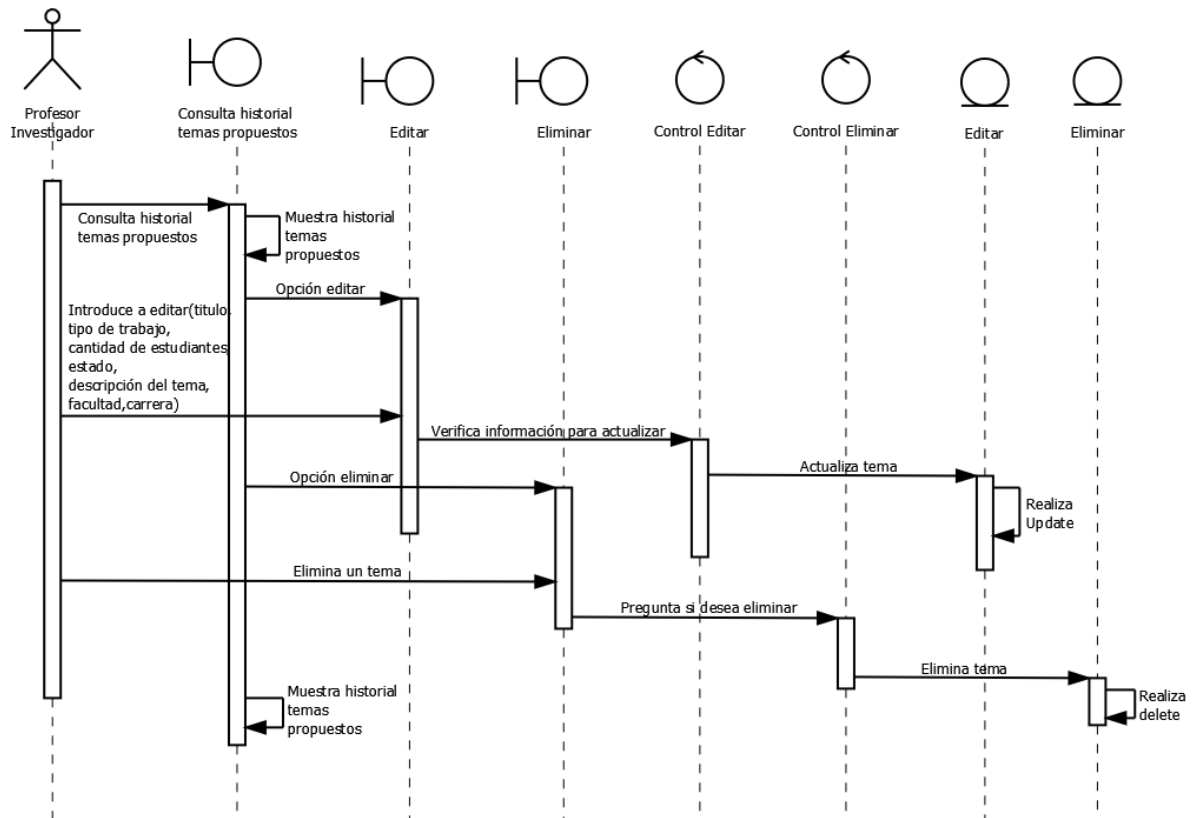 Profesor
Investigador
Consulta historial
temas propuestos
Editar
Eliminar
Control Editar
Control Eliminar
Editar
Eliminar
Consulta historial
temas propuestos
Muestra historial
temas
propuestos
Opción editar
Introduce a editar(titulo,
tipo de trabajo,
cantidad de estudiantes,
estado,
descripción del tema,
facultad,carrera)
Verifica información para actualizar
Actualiza tema
Opción eliminar
Realiza
Update
Elimina un tema
Pregunta si desea eliminar
Elimina tema
Muestra historial
temas
propuestos
Realiza
delete